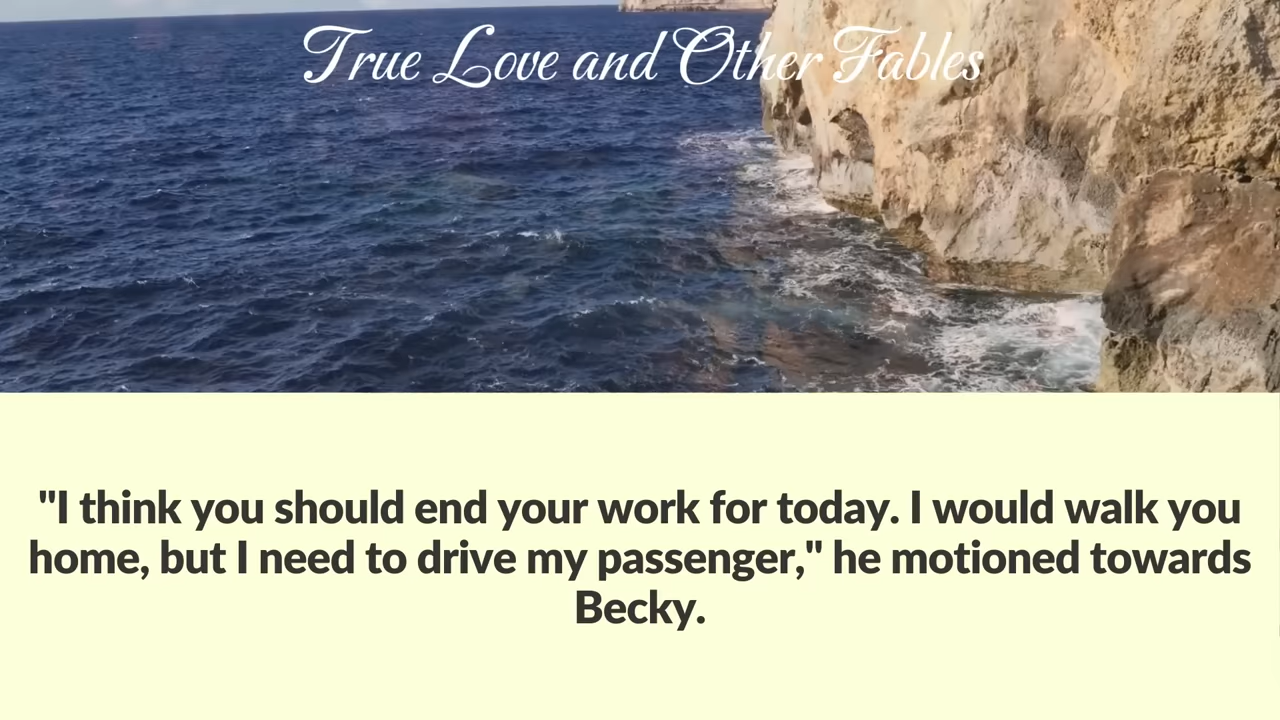 True Love and Other Fables
"I think you should end your work for today. I would walk you
home, but I need to drive my passenger," he motioned towards
Becky.